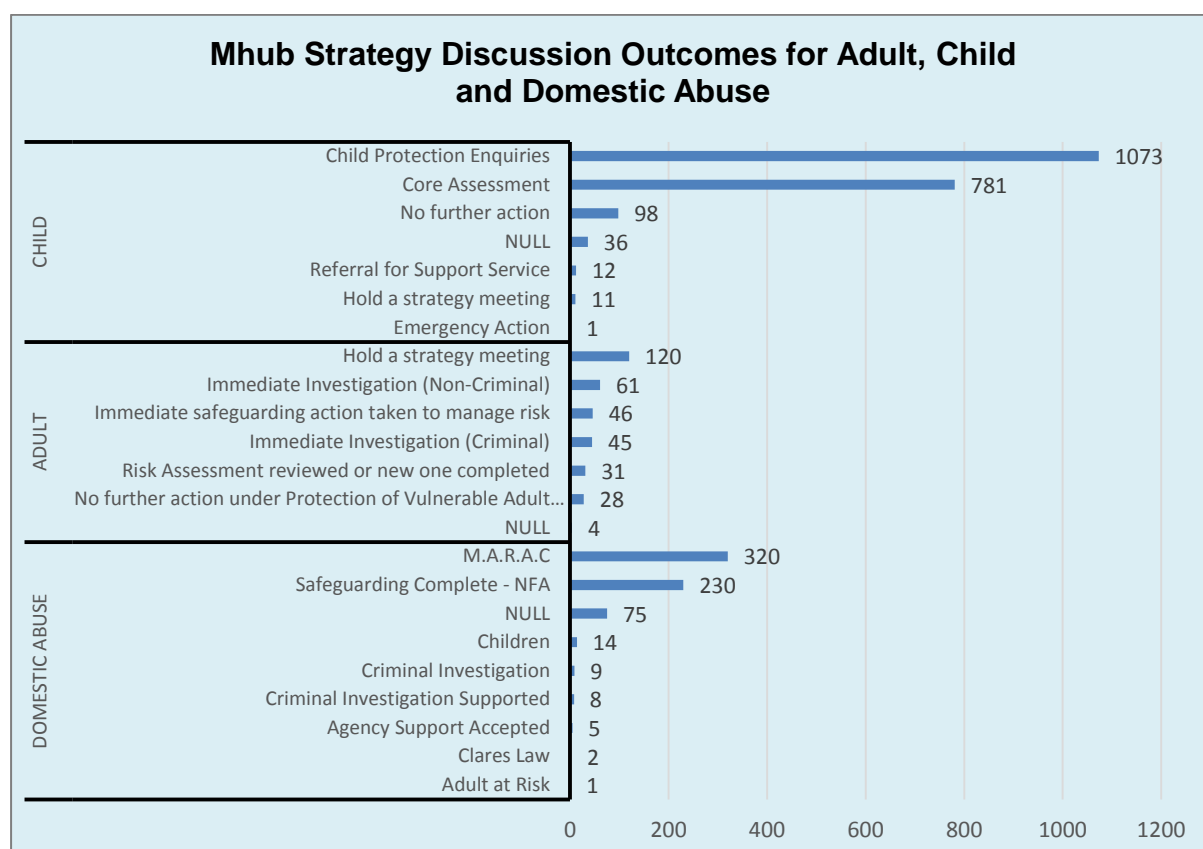 Mhub Strategy Discussion Outcomes for Adult, Child
and Domestic Abuse
CHILD
Child Protection Enquiries 1073
Core Assessment 781
No further action 98
NULL 36
Referral for Support Service 12
Hold a strategy meeting 11
Emergency Action 1
ADULT
Hold a strategy meeting 120
Immediate Investigation (Non-Criminal) 61
Immediate safeguarding action taken to manage risk 46
Immediate Investigation (Criminal) 45
Risk Assessment reviewed or new one completed 31
No further action under Protection of Vulnerable Adult... 28
NULL 4
DOMESTIC ABUSE
M.A.R.A.C 320
Safeguarding Complete - NFA 230
NULL 75
Children 14
Criminal Investigation 9
Criminal Investigation Supported 8
Agency Support Accepted 5
Clares Law 2
Adult at Risk 1
0 200 400 600 800 1000 1200